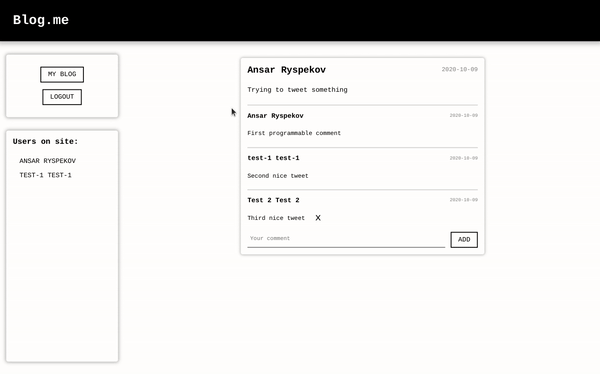 Blog.me
MY BLOG
LOGOUT
Users on site:
ANSAR RYSPEKOV
TEST-1 TEST-1
Ansar Ryspekov 2020-10-09
Trying to tweet something
Ansar Ryspekov 2020-10-09
First programmable comment
test-1 test-1 2020-10-09
Second nice tweet
Test 2 Test 2 2020-10-09
Third nice tweet X
Your comment ADD